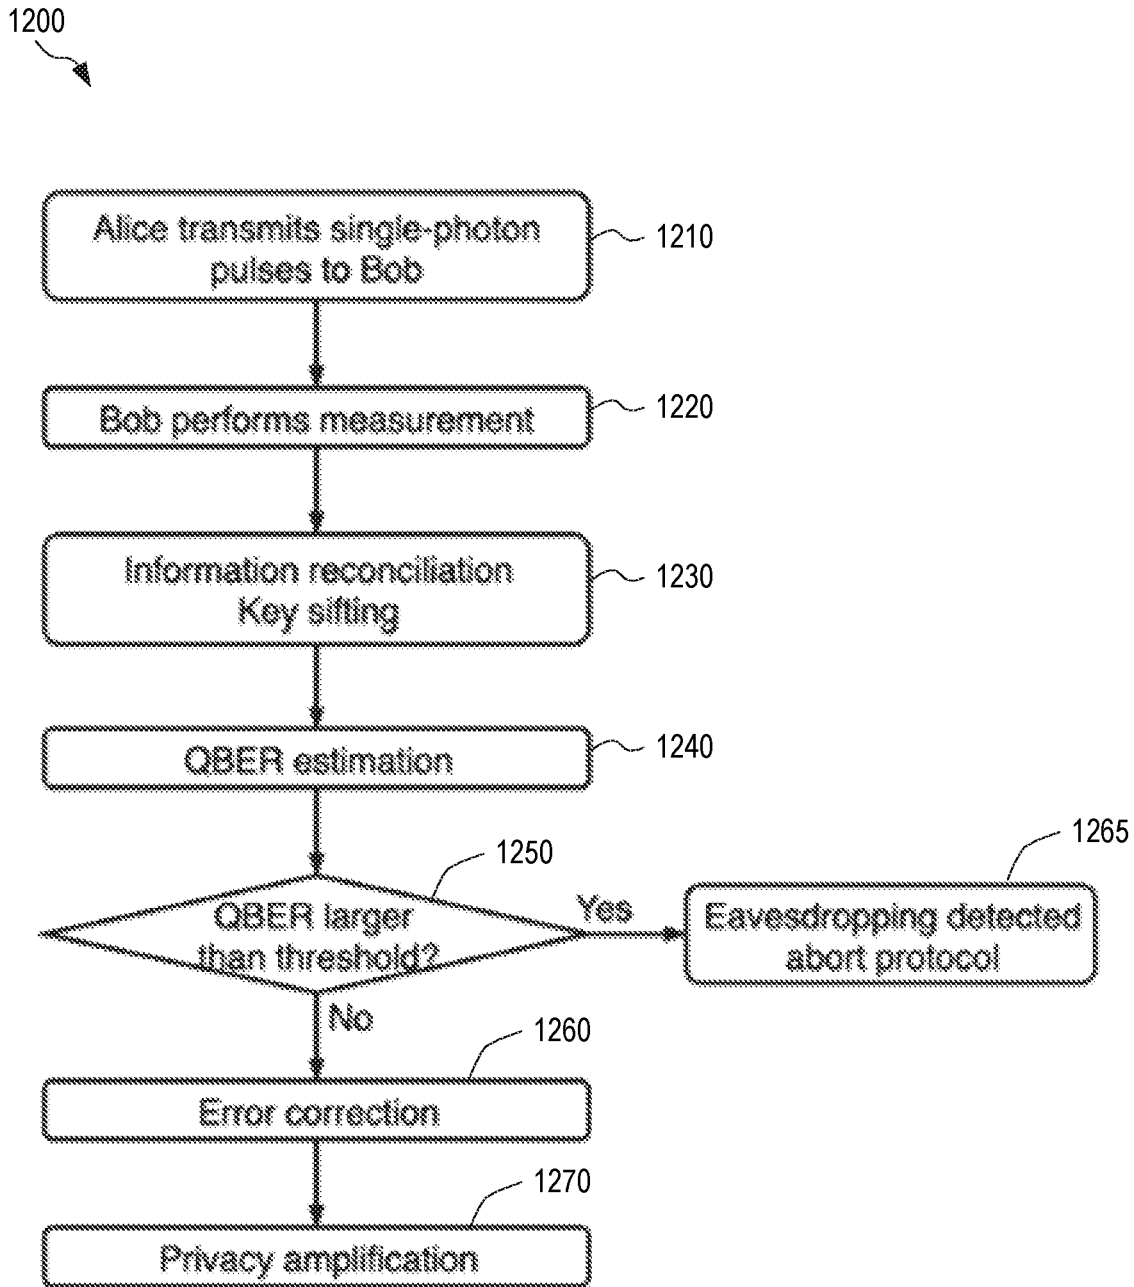 1200
Alice transmits single-photon
pulses to Bob
1210
Bob performs measurement
1220
Information reconciliation
Key sifting
1230
QBER estimation
1240
1250
QBER larger
than threshold?
Yes
1265
Eavesdropping detected
abort protocol
No
1260
Error correction
1270
Privacy amplification